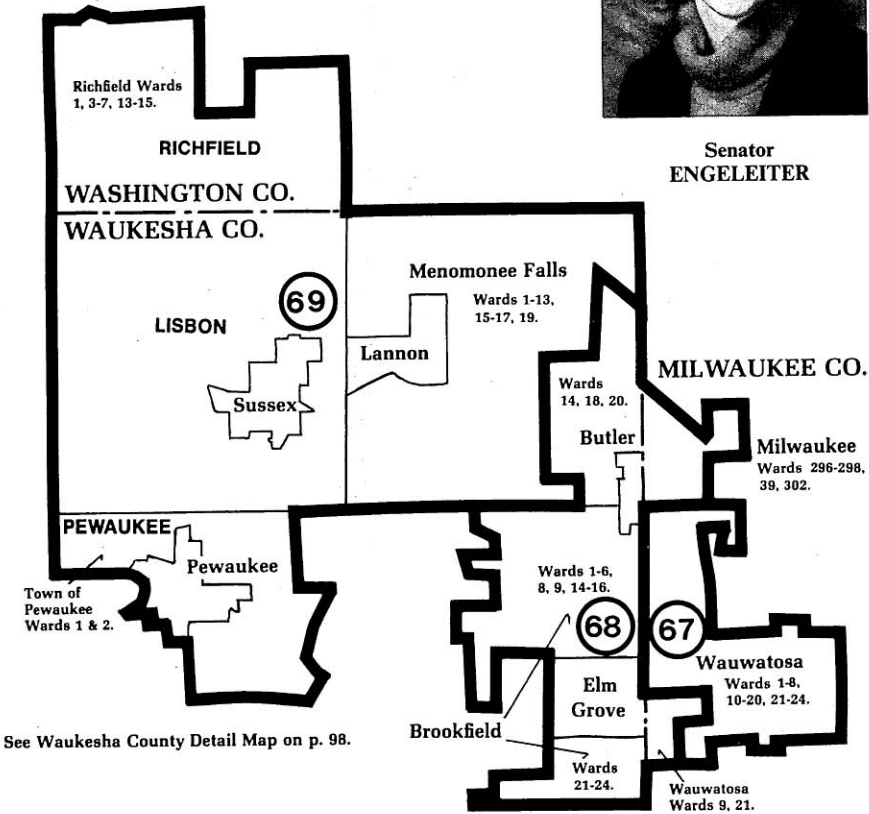 Richfield Wards
1, 3-7, 13-15.
RICHFIELD
Senator
ENGELEITER
WASHINGTON CO.
WAUKESHA CO.
69
LISBON
Sussex
Menomonee Falls
Wards 1-13,
15-17, 19.
Lannon
Wards
14, 18, 20.
Butler
MILWAUKEE CO.
Milwaukee
Wards 296-298,
39, 302.
PEWAUKEE
Pewaukee
Town of
Pewaukee
Wards 1 & 2.
Wards 1-6,
8, 9, 14-16.
68
67
Wauwatosa
Wards 1-8,
10-20, 21-24.
Elm
Grove
Brookfield
Wards
21-24.
Wauwatosa
Wards 9, 21.
See Waukesha County Detail Map on p. 98.